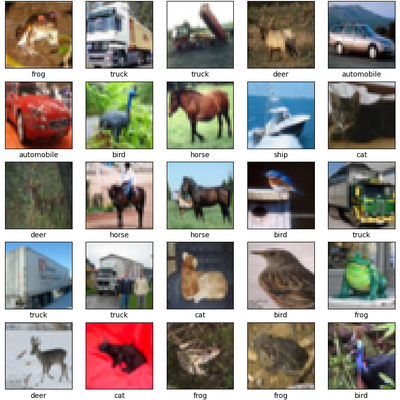 frog
truck
truck
deer
automobile
automobile
bird
horse
ship
cat
deer
horse
horse
bird
truck
truck
truck
cat
bird
frog
deer
cat
frog
frog
bird